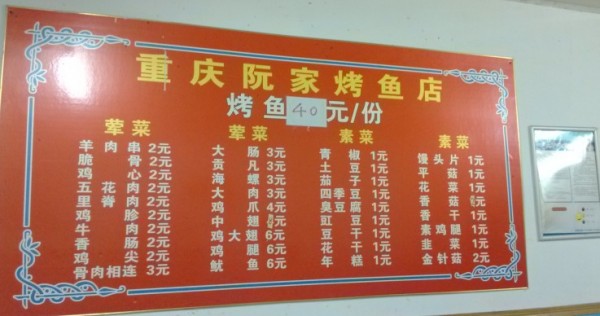 重庆阮家烤鱼店
烤鱼40元/份
荤菜
羊肉串2元
脆骨2元
鸡心2元
五花肉2元
里脊肉2元
鸡胗2元
牛肉2元
香肠2元
鸡尖2元
骨肉相连3元
荤菜
大肠3元
贡几3元
海螺3元
大肉3元
鸡爪4元
中翅元
鸡大翅6元
鸡腿6元
鱿鱼6元
素菜
青椒1元
土豆1元
茄子1元
四季豆1元
臭豆腐1元
豇豆1元
豆干1元
花干1元
年糕1元
素菜
馒头片1元
平菇1元
花菜1元
香菇元
香干1元
素鸡腿1元
韭菜1元
金针菇2元